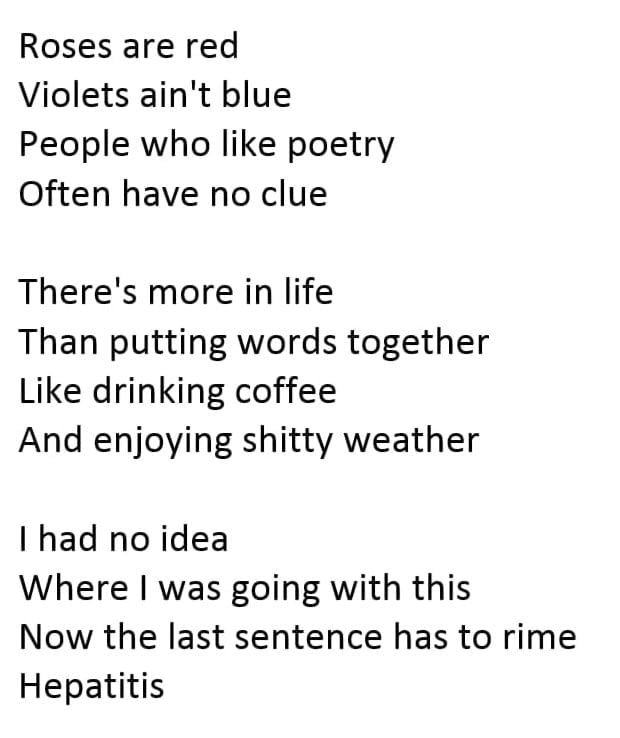 Roses are red
Violets ain't blue
People who like poetry
Often have no clue
There's more in life
Than putting words together
Like drinking coffee
And enjoying shitty weather
I had no idea
Where I was going with this
Now the last sentence has to rime
Hepatitis